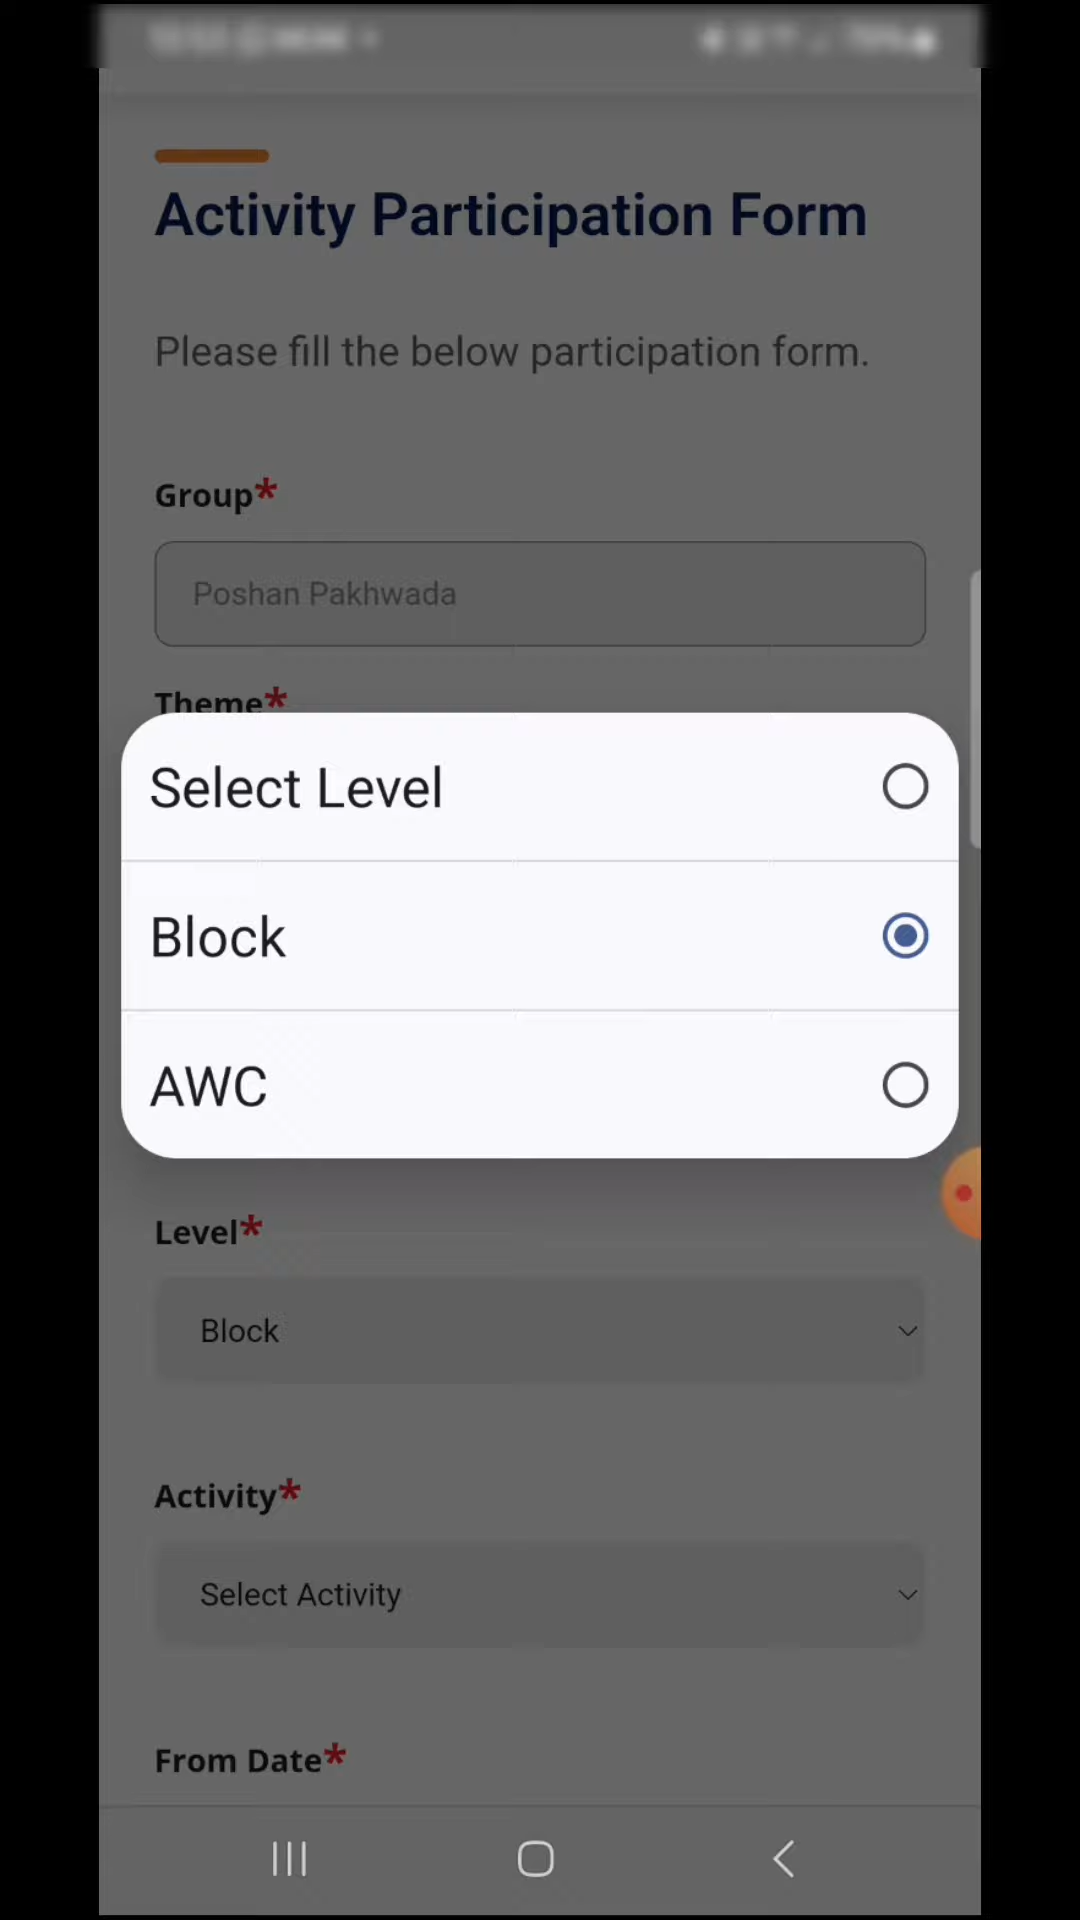 Activity Participation Form
Please fill the below participation form.
Group*
Poshan Pakhwada
Theme*
Select Level
Block
AWC
Level*
Block
Activity*
Select Activity
From Date*